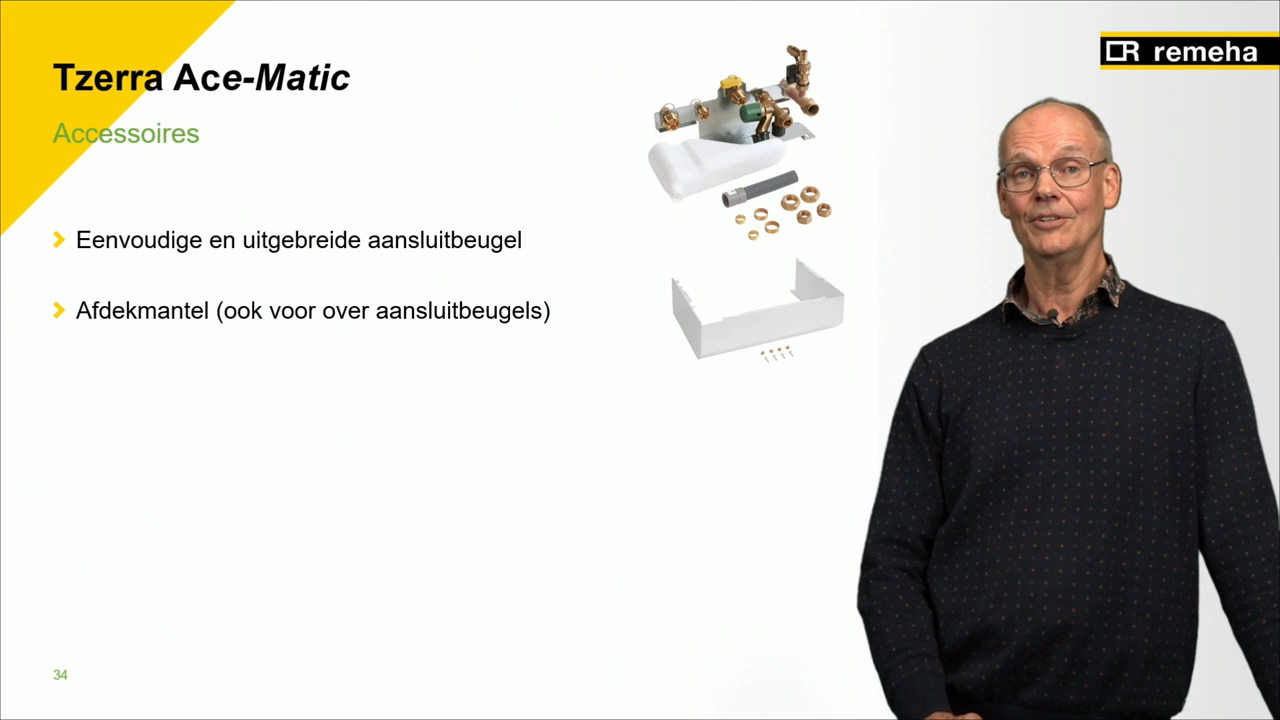 Tzerra Ace-Matic
remeha
Accessoires
Eenvoudige en uitgebreide aansluitbeugel
Afdekmantel (ook voor over aansluitbeugels)
34